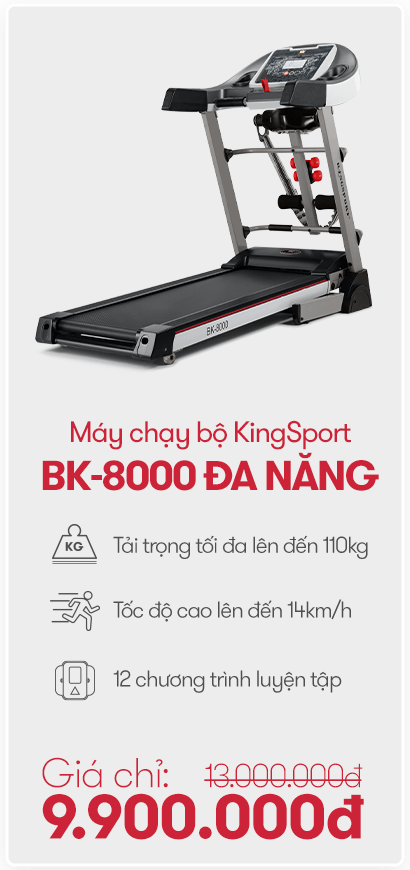 KINGSPORT
BK-8000
Máy chạy bộ KingSport
BK-8000 ĐA NĂNG
KG
Tải trọng tối đa lên đến 110kg
Tốc độ cao lên đến 14km/h
12 chương trình luyện tập
Giá chỉ: 13.000.000đ
9.900.000đ